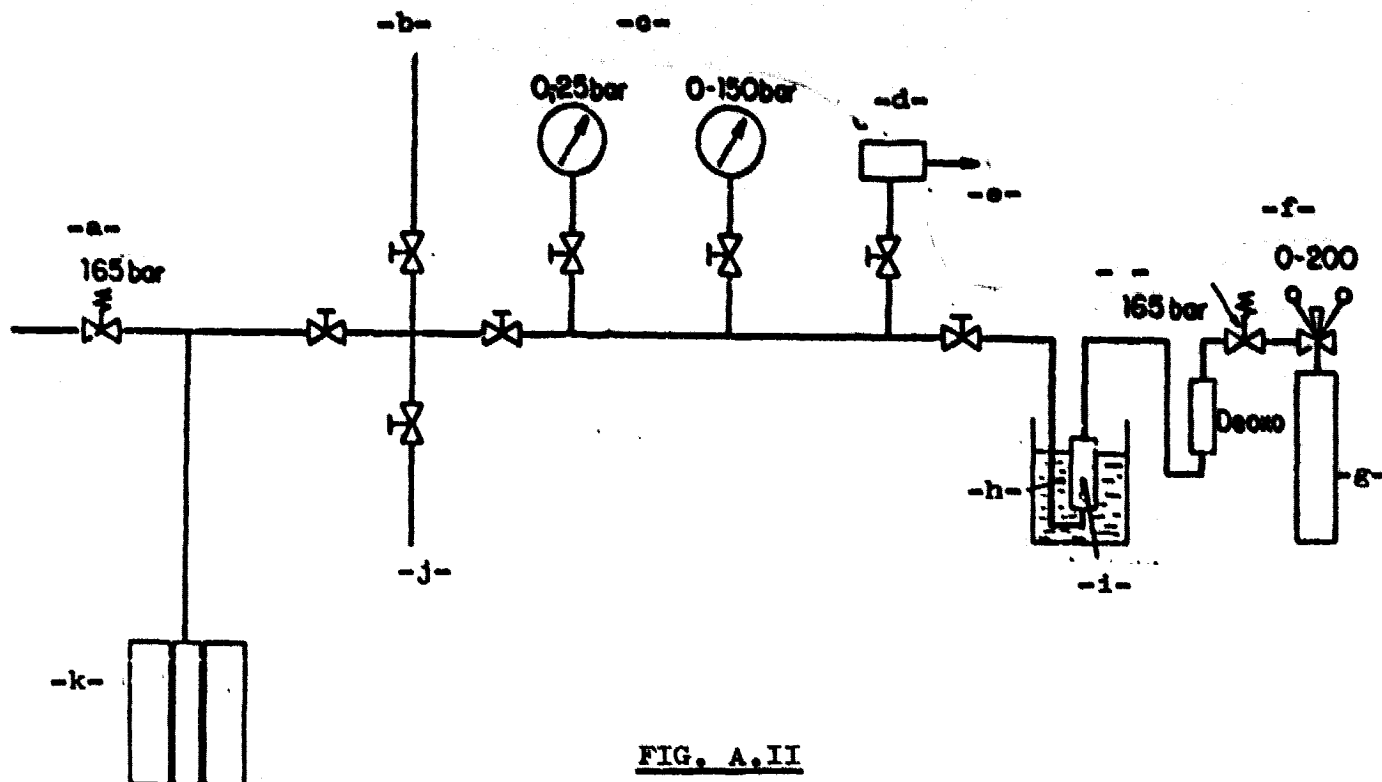 -b-
-c-
0-25bar
0-150bar
-d-
-e-
-f-
-a-
165 bar
0-200
- -
165 bar
Deoxo
-g-
-h-
-i-
-j-
-k-
FIG. A.II